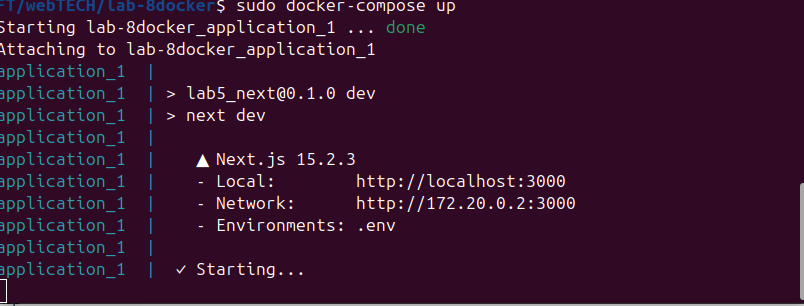 FT/webTECH/lab-8docker$ sudo docker-compose up
Starting lab-8docker_application_1 ... done
Attaching to lab-8docker_application_1
application_1  |
application_1  | > lab5_next@0.1.0 dev
application_1  | > next dev
application_1  |
application_1  |    ▲ Next.js 15.2.3
application_1  |    - Local:        http://localhost:3000
application_1  |    - Network:      http://172.20.0.2:3000
application_1  |    - Environments: .env
application_1  |
application_1  |  ✓ Starting...